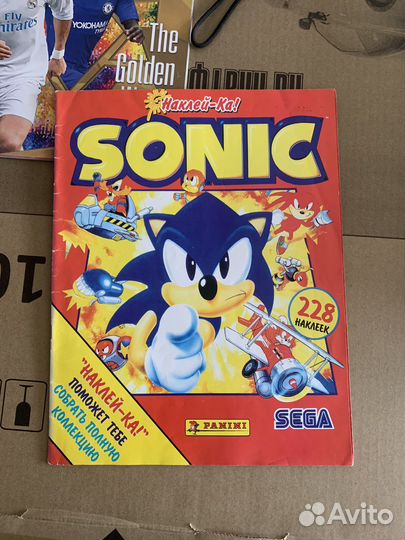 Emirates
YOKOHAMA
TYRES
The
Golden
Наклей-Ка!
SONIC
228
НАКЛЕЕК
"НАКЛЕЙ-КА!"
ПОМОЖЕТ ТЕБЕ
СОБРАТЬ ПОЛНУЮ
КОЛЛЕКЦИЮ
PANINI
SEGA
Avito